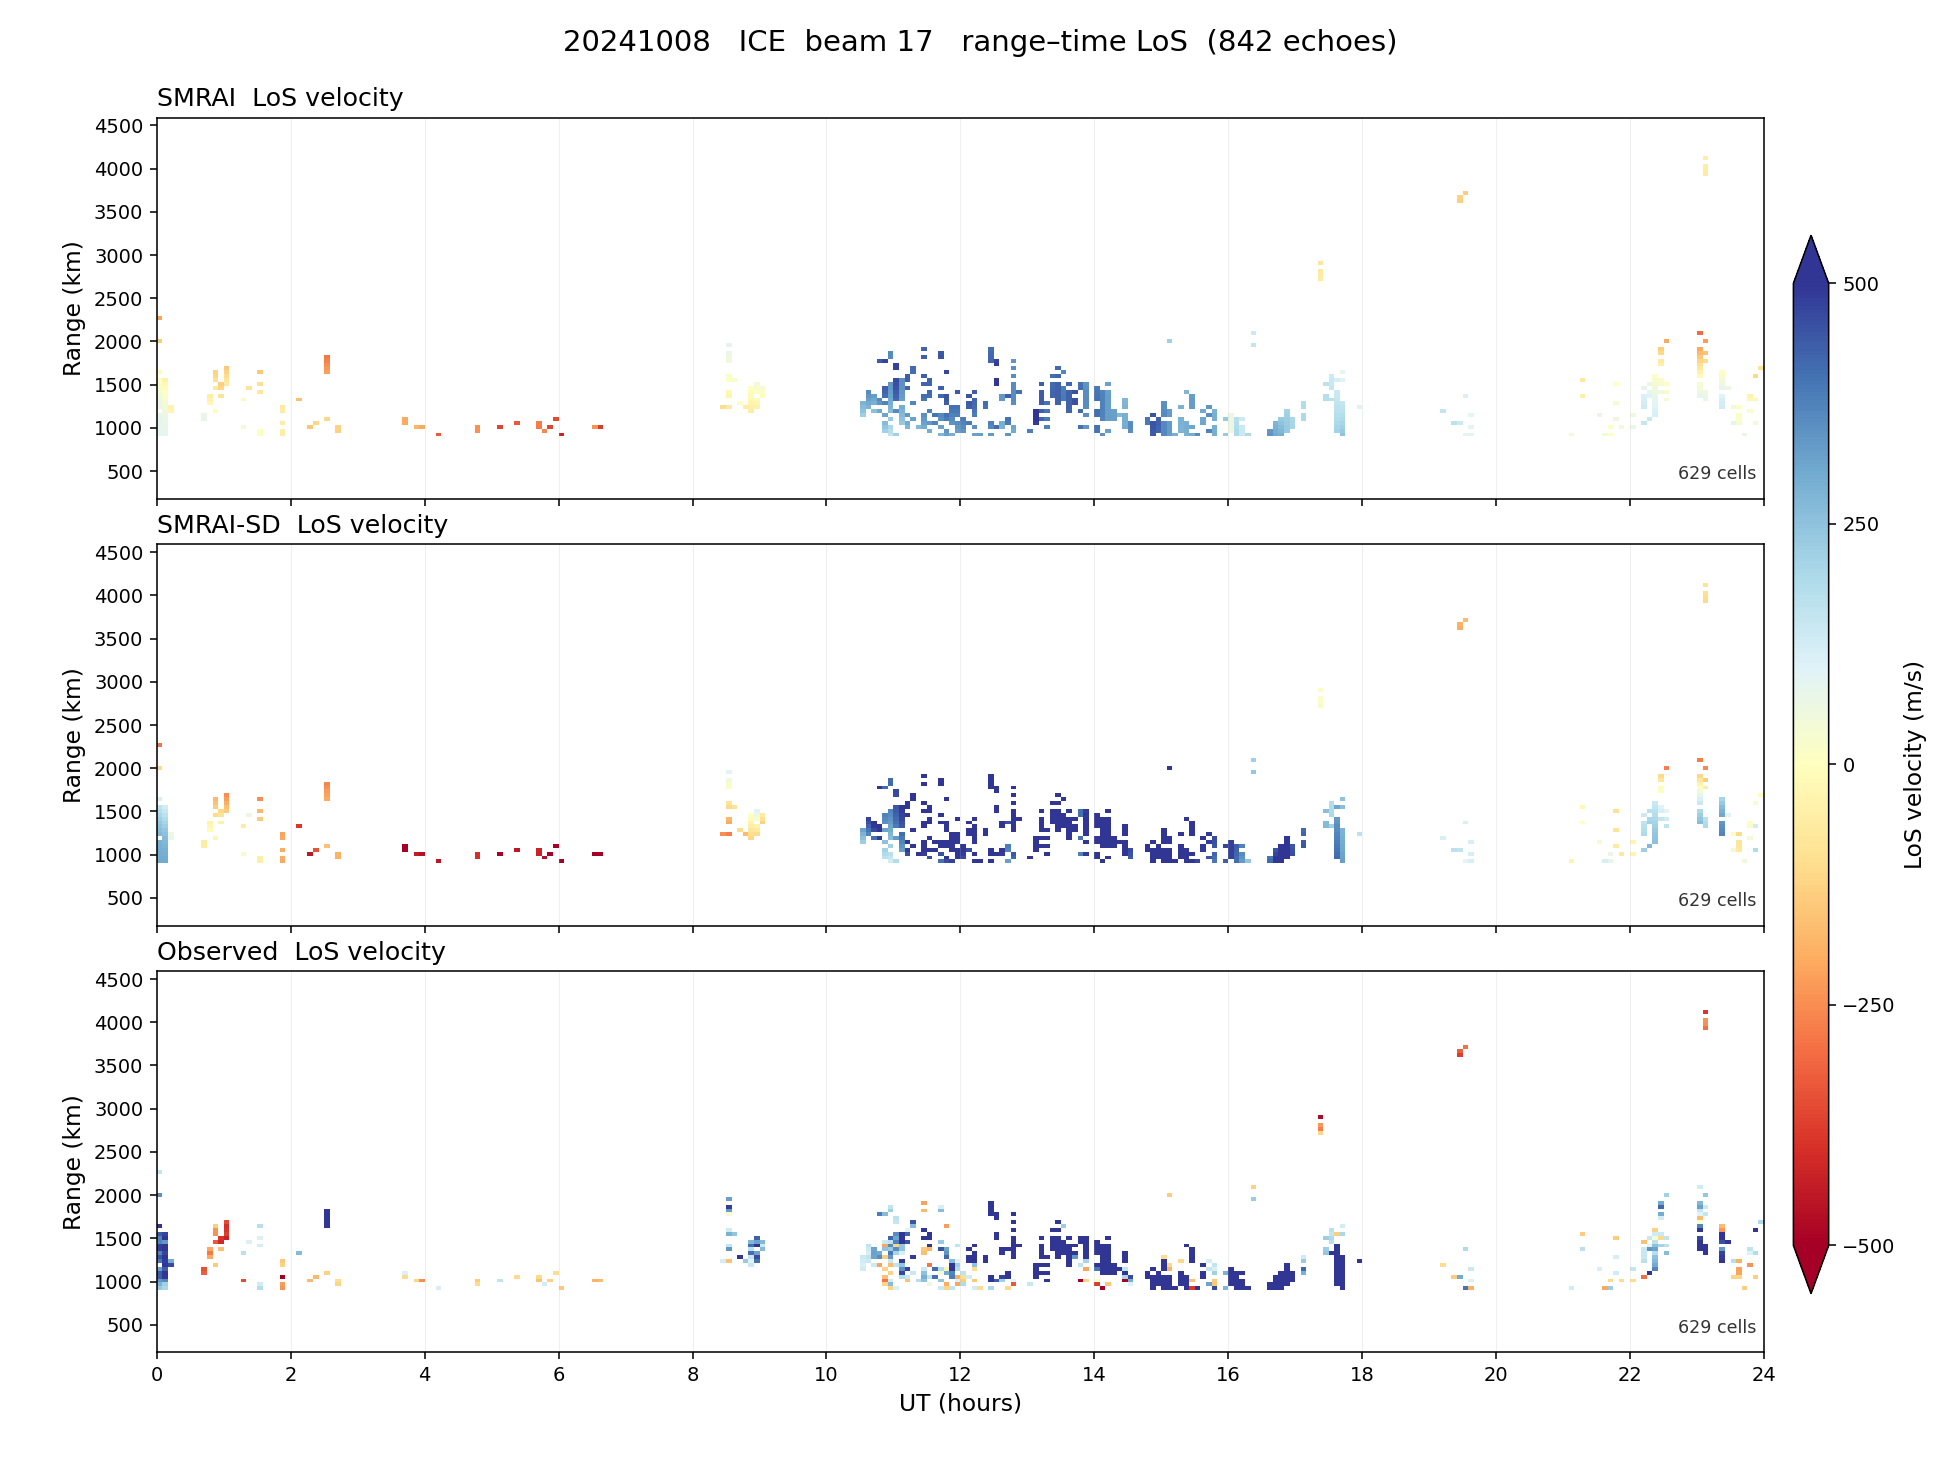 20241008   ICE  beam 17   range–time LoS  (842 echoes)
SMRAI  LoS velocity
4500
4000
3500
3000
2500
2000
1500
1000
500
Range (km)
629 cells
SMRAI-SD  LoS velocity
4500
4000
3500
3000
2500
2000
1500
1000
500
Range (km)
629 cells
Observed  LoS velocity
4500
4000
3500
3000
2500
2000
1500
1000
500
Range (km)
629 cells
0 2 4 6 8 10 12 14 16 18 20 22 24
UT (hours)
500
250
0
−250
−500
LoS velocity (m/s)